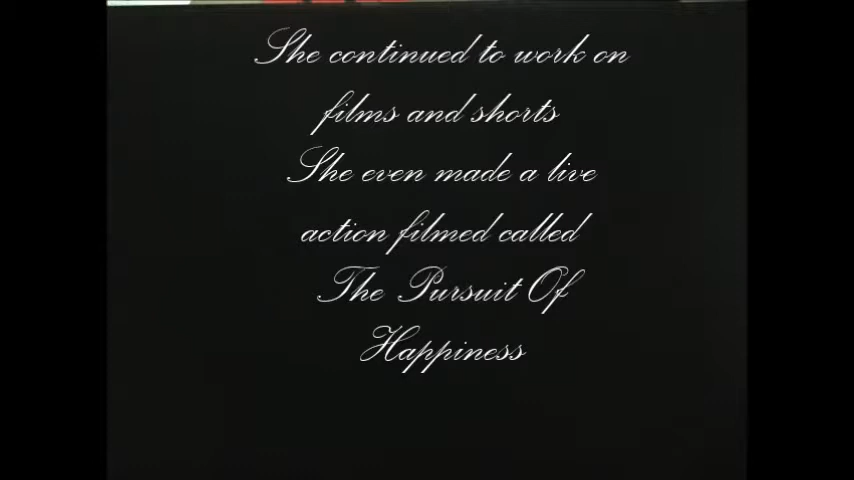 She continued to work on
films and shorts
She even made a live
action filmed called
The Pursuit Of
Happiness